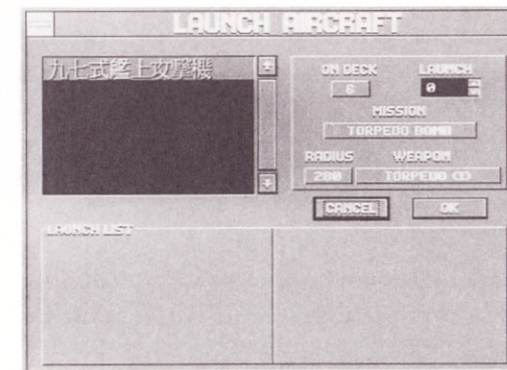 LAUNCH AIRCRAFT
九七式艦上攻撃機
ON DECK LAUNCH
6 0
MISSION
TORPEDO BOMB
RADIUS WEAPON
280 TORPEDO (1)
CANCEL OK
LAUNCH LIST